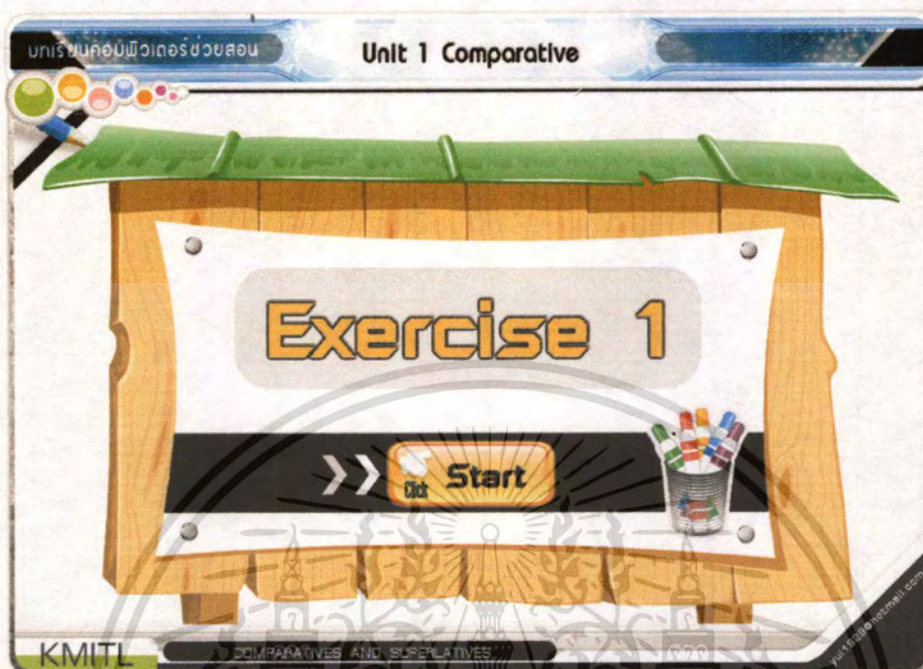 บทเรียนคอมพิวเตอร์ช่วยสอน
Unit 1 Comparative
Exercise 1
Click
Start
KMITL
COMPARATIVES AND SUPERLATIVES